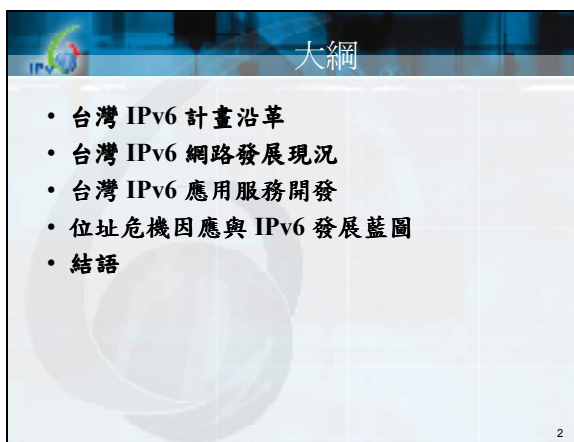 IPv6
大綱
• 台灣 IPv6 計畫沿革
• 台灣 IPv6 網路發展現況
• 台灣 IPv6 應用服務開發
• 位址危機因應與 IPv6 發展藍圖
• 結語
2